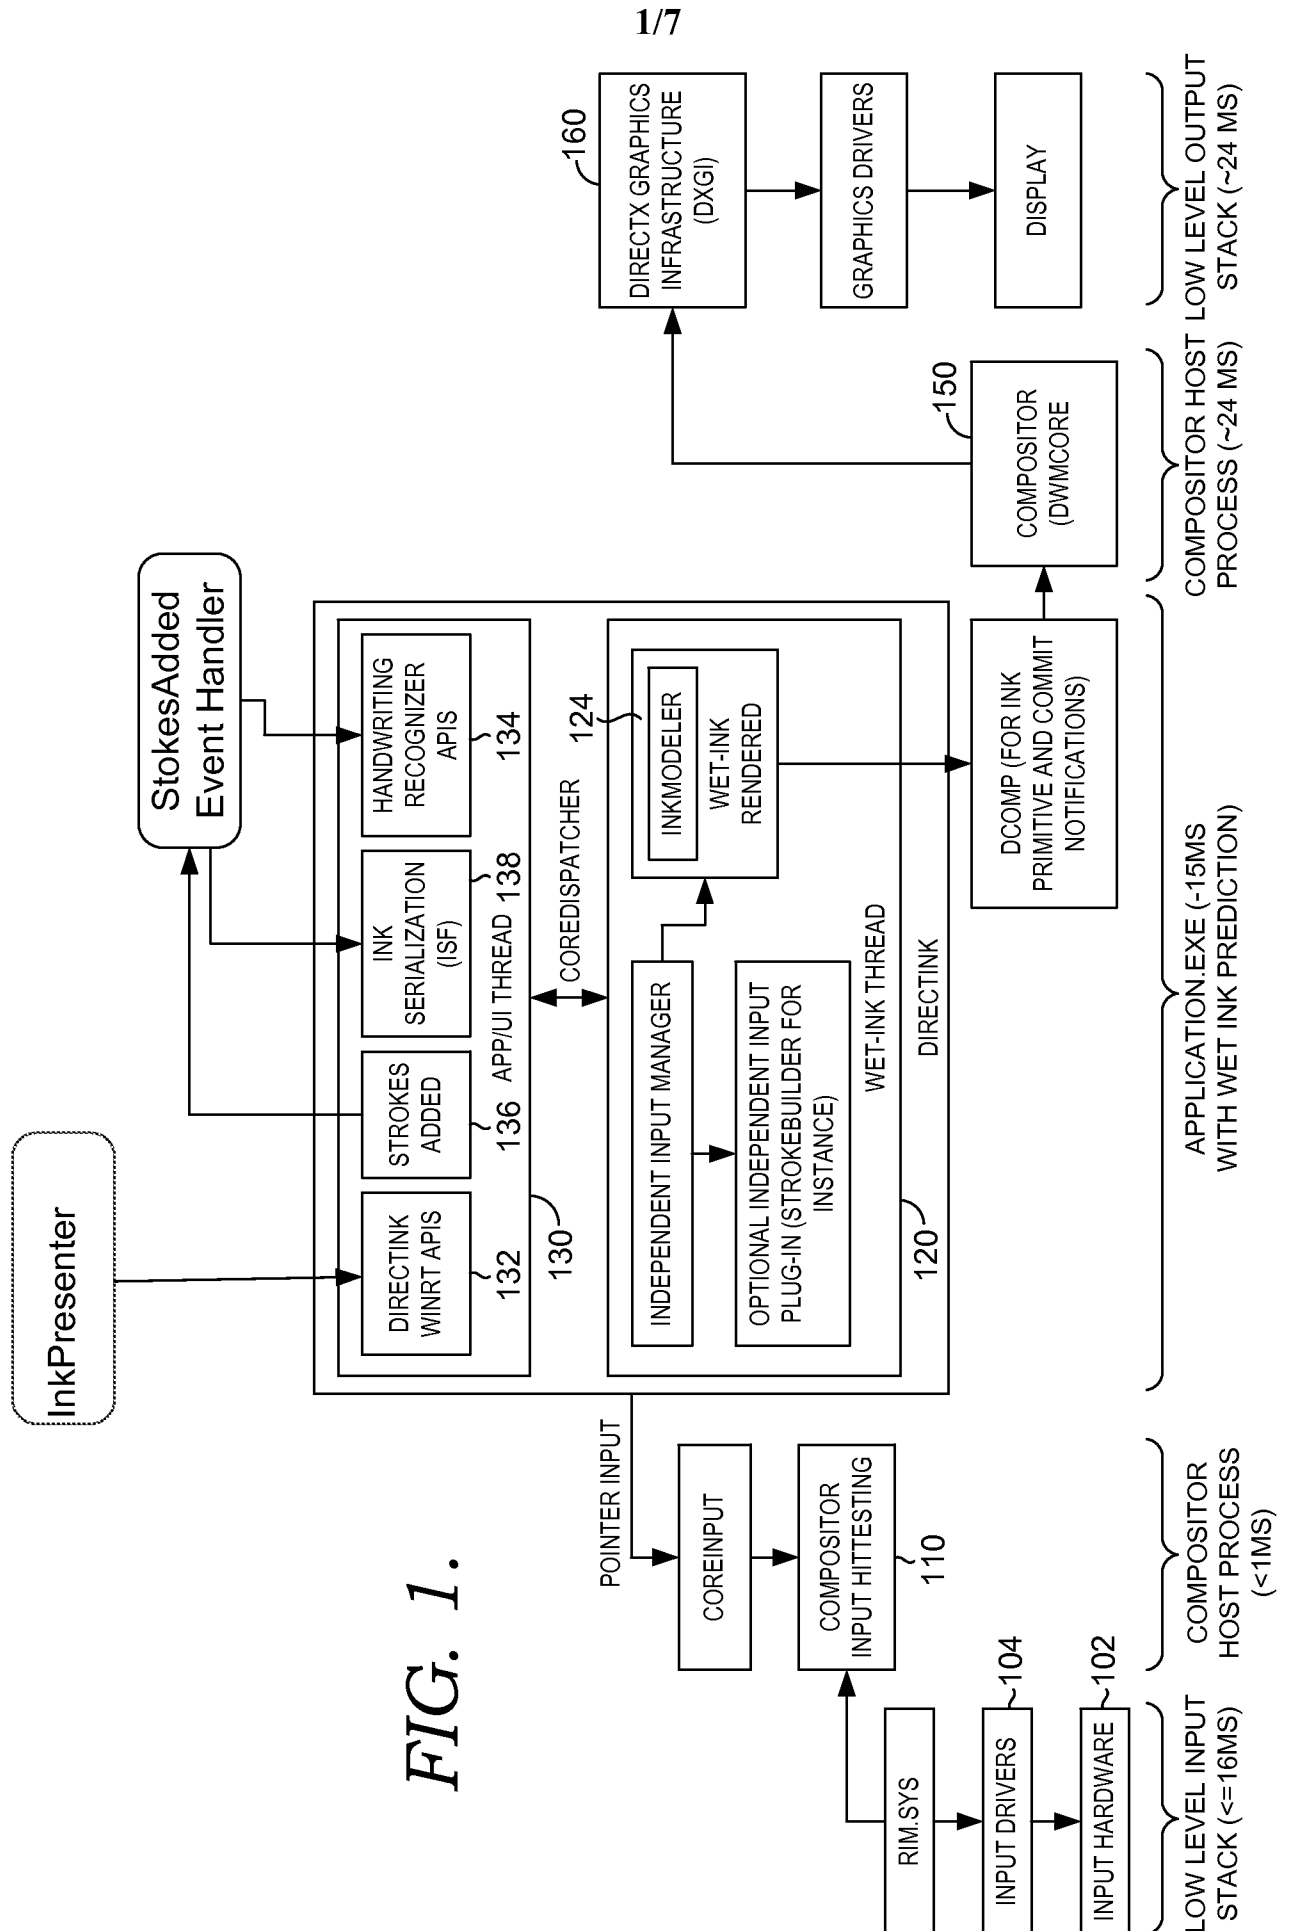 1/7
InkPresenter
StokesAdded
Event Handler
DIRECTINK
WINRT APIS
132
STROKES
ADDED
136
INK
SERIALIZATION
(ISF)
138
HANDWRITING
RECOGNIZER
APIS
134
APP/UI THREAD
130
COREDISPATCHER
INDEPENDENT INPUT MANAGER
OPTIONAL INDEPENDENT INPUT
PLUG-IN (STROKEBUILDER FOR
INSTANCE)
INKMODELER
124
WET-INK
RENDERED
WET-INK THREAD
120
DIRECTINK
POINTER INPUT
COREINPUT
COMPOSITOR
INPUT HITTESTING
110
RIM.SYS
INPUT DRIVERS
104
INPUT HARDWARE
102
DCOMP (FOR INK
PRIMITIVE AND COMMIT
NOTIFICATIONS)
COMPOSITOR
(DWMCORE
150
DIRECTX GRAPHICS
INFRASTRUCTURE
(DXGI)
160
GRAPHICS DRIVERS
DISPLAY
LOW LEVEL INPUT
STACK (<=16MS)
COMPOSITOR
HOST PROCESS
(<1MS)
APPLICATION.EXE (-15MS
WITH WET INK PREDICTION)
COMPOSITOR HOST
PROCESS (~24 MS)
LOW LEVEL OUTPUT
STACK (~24 MS)
FIG. 1.